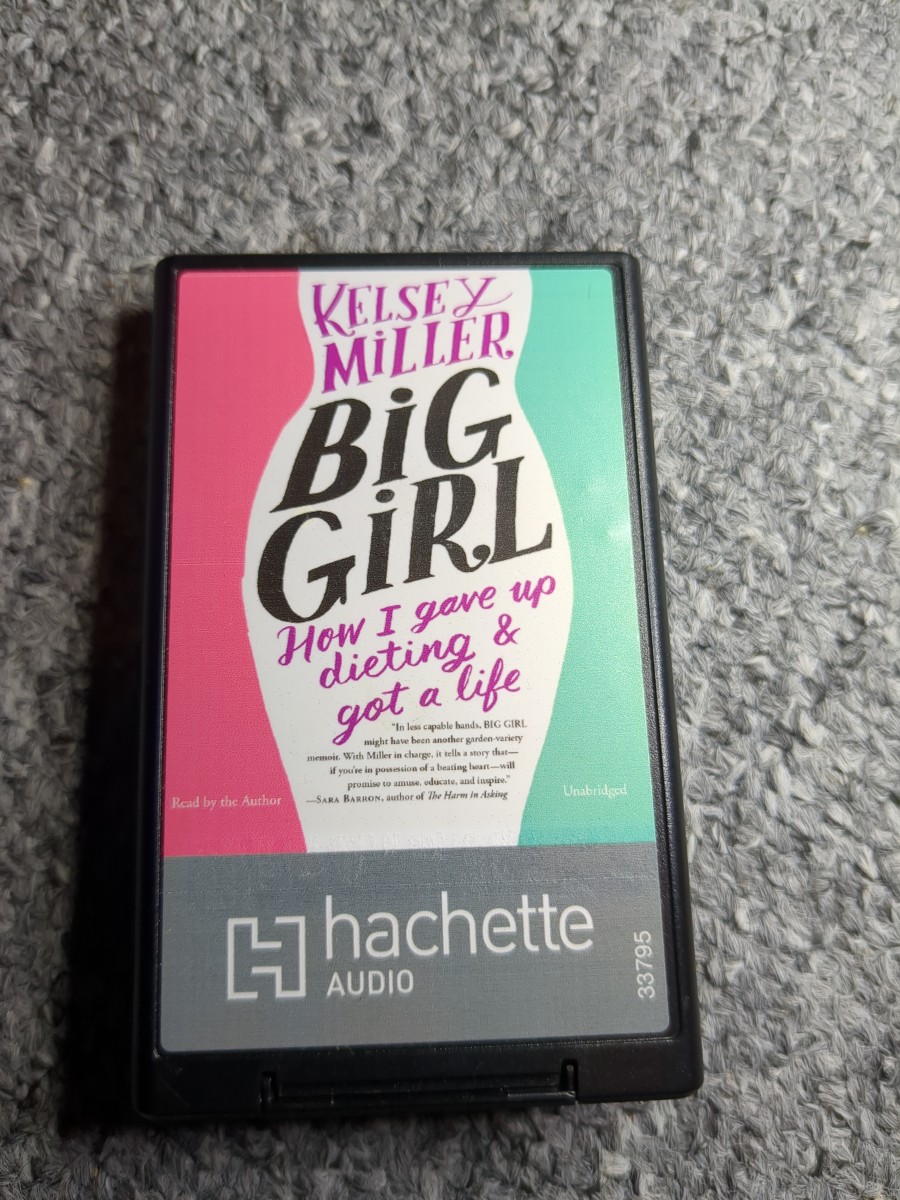 KELSEY
MiLLER
BiG
GiRL
How I gave up
dieting &
got a life
"In less capable hands, BIG GIRL
might have been another garden-variety
memoir. With Miller in charge, it tells a story that—
if you're in possession of a beating heart—will
promise to amuse, educate, and inspire."
—SARA BARRON, author of The Harm in Asking
Read by the Author
Unabridged
hachette
AUDIO
33795